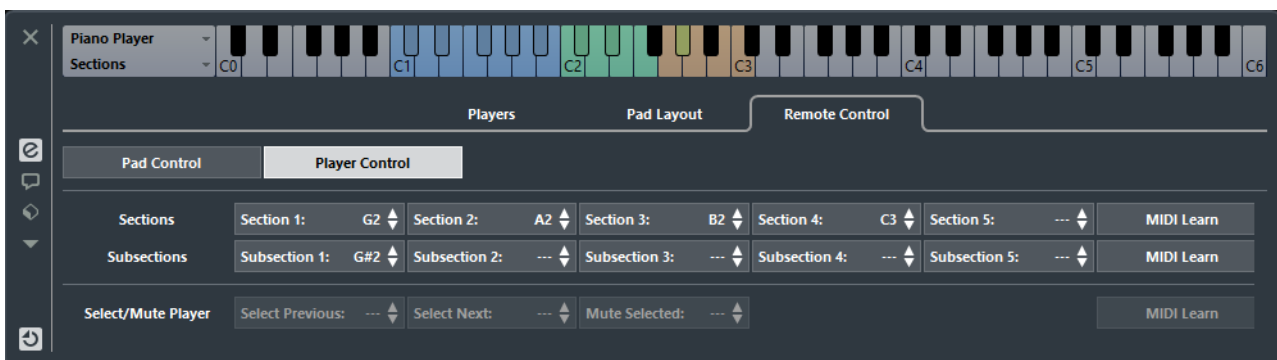 Piano Player
Sections
C0 C1 C2 C3 C4 C5 C6
Players Pad Layout Remote Control
Pad Control Player Control
Sections Section 1: G2 Section 2: A2 Section 3: B2 Section 4: C3 Section 5: --- MIDI Learn
Subsections Subsection 1: G#2 Subsection 2: --- Subsection 3: --- Subsection 4: --- Subsection 5: --- MIDI Learn
Select/Mute Player Select Previous: --- Select Next: --- Mute Selected: --- MIDI Learn